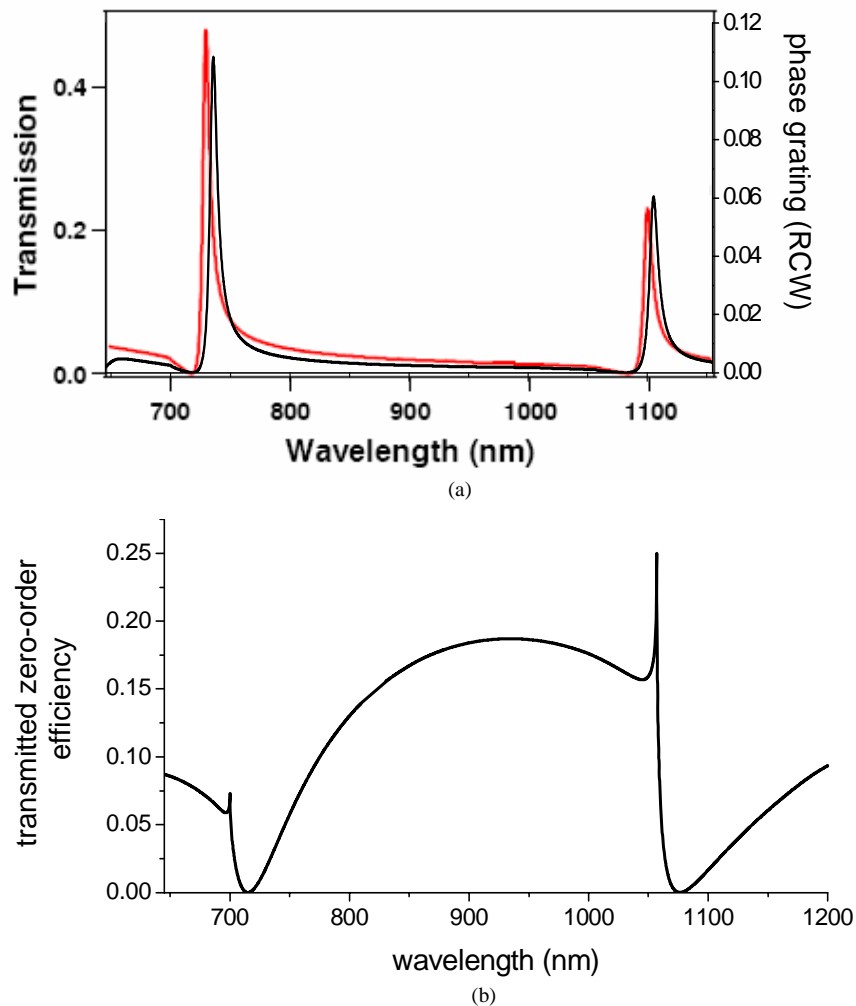 0.12
0.10
0.08
0.06
0.04
0.02
0.00
phase grating (RCW)
Transmission
0.4
0.2
0.0
700 800 900 1000 1100
Wavelength (nm)
(a)
transmitted zero-order
efficiency
0.25
0.20
0.15
0.10
0.05
0.00
700 800 900 1000 1100 1200
wavelength (nm)
(b)